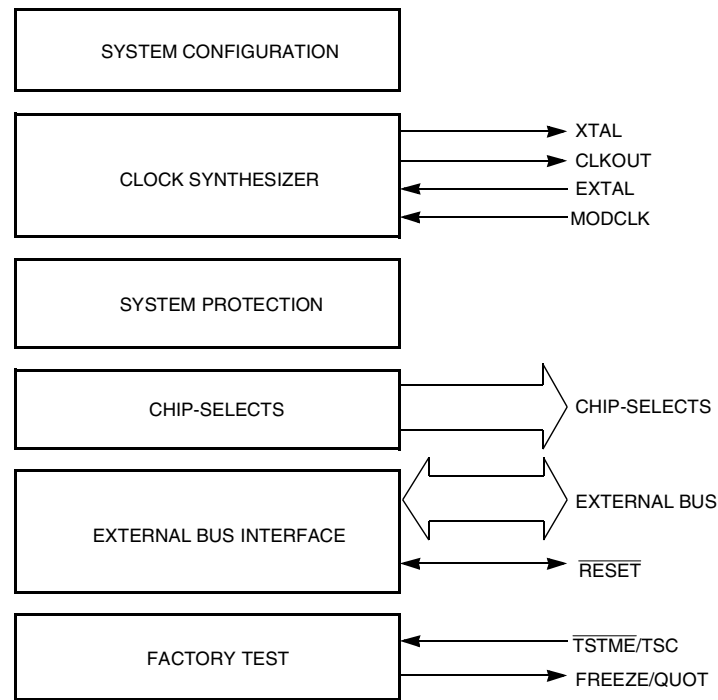 SYSTEM CONFIGURATION
CLOCK SYNTHESIZER
XTAL
CLKOUT
EXTAL
MODCLK
SYSTEM PROTECTION
CHIP-SELECTS
CHIP-SELECTS
EXTERNAL BUS INTERFACE
EXTERNAL BUS
RESET
FACTORY TEST
TSTME/TSC
FREEZE/QUOT